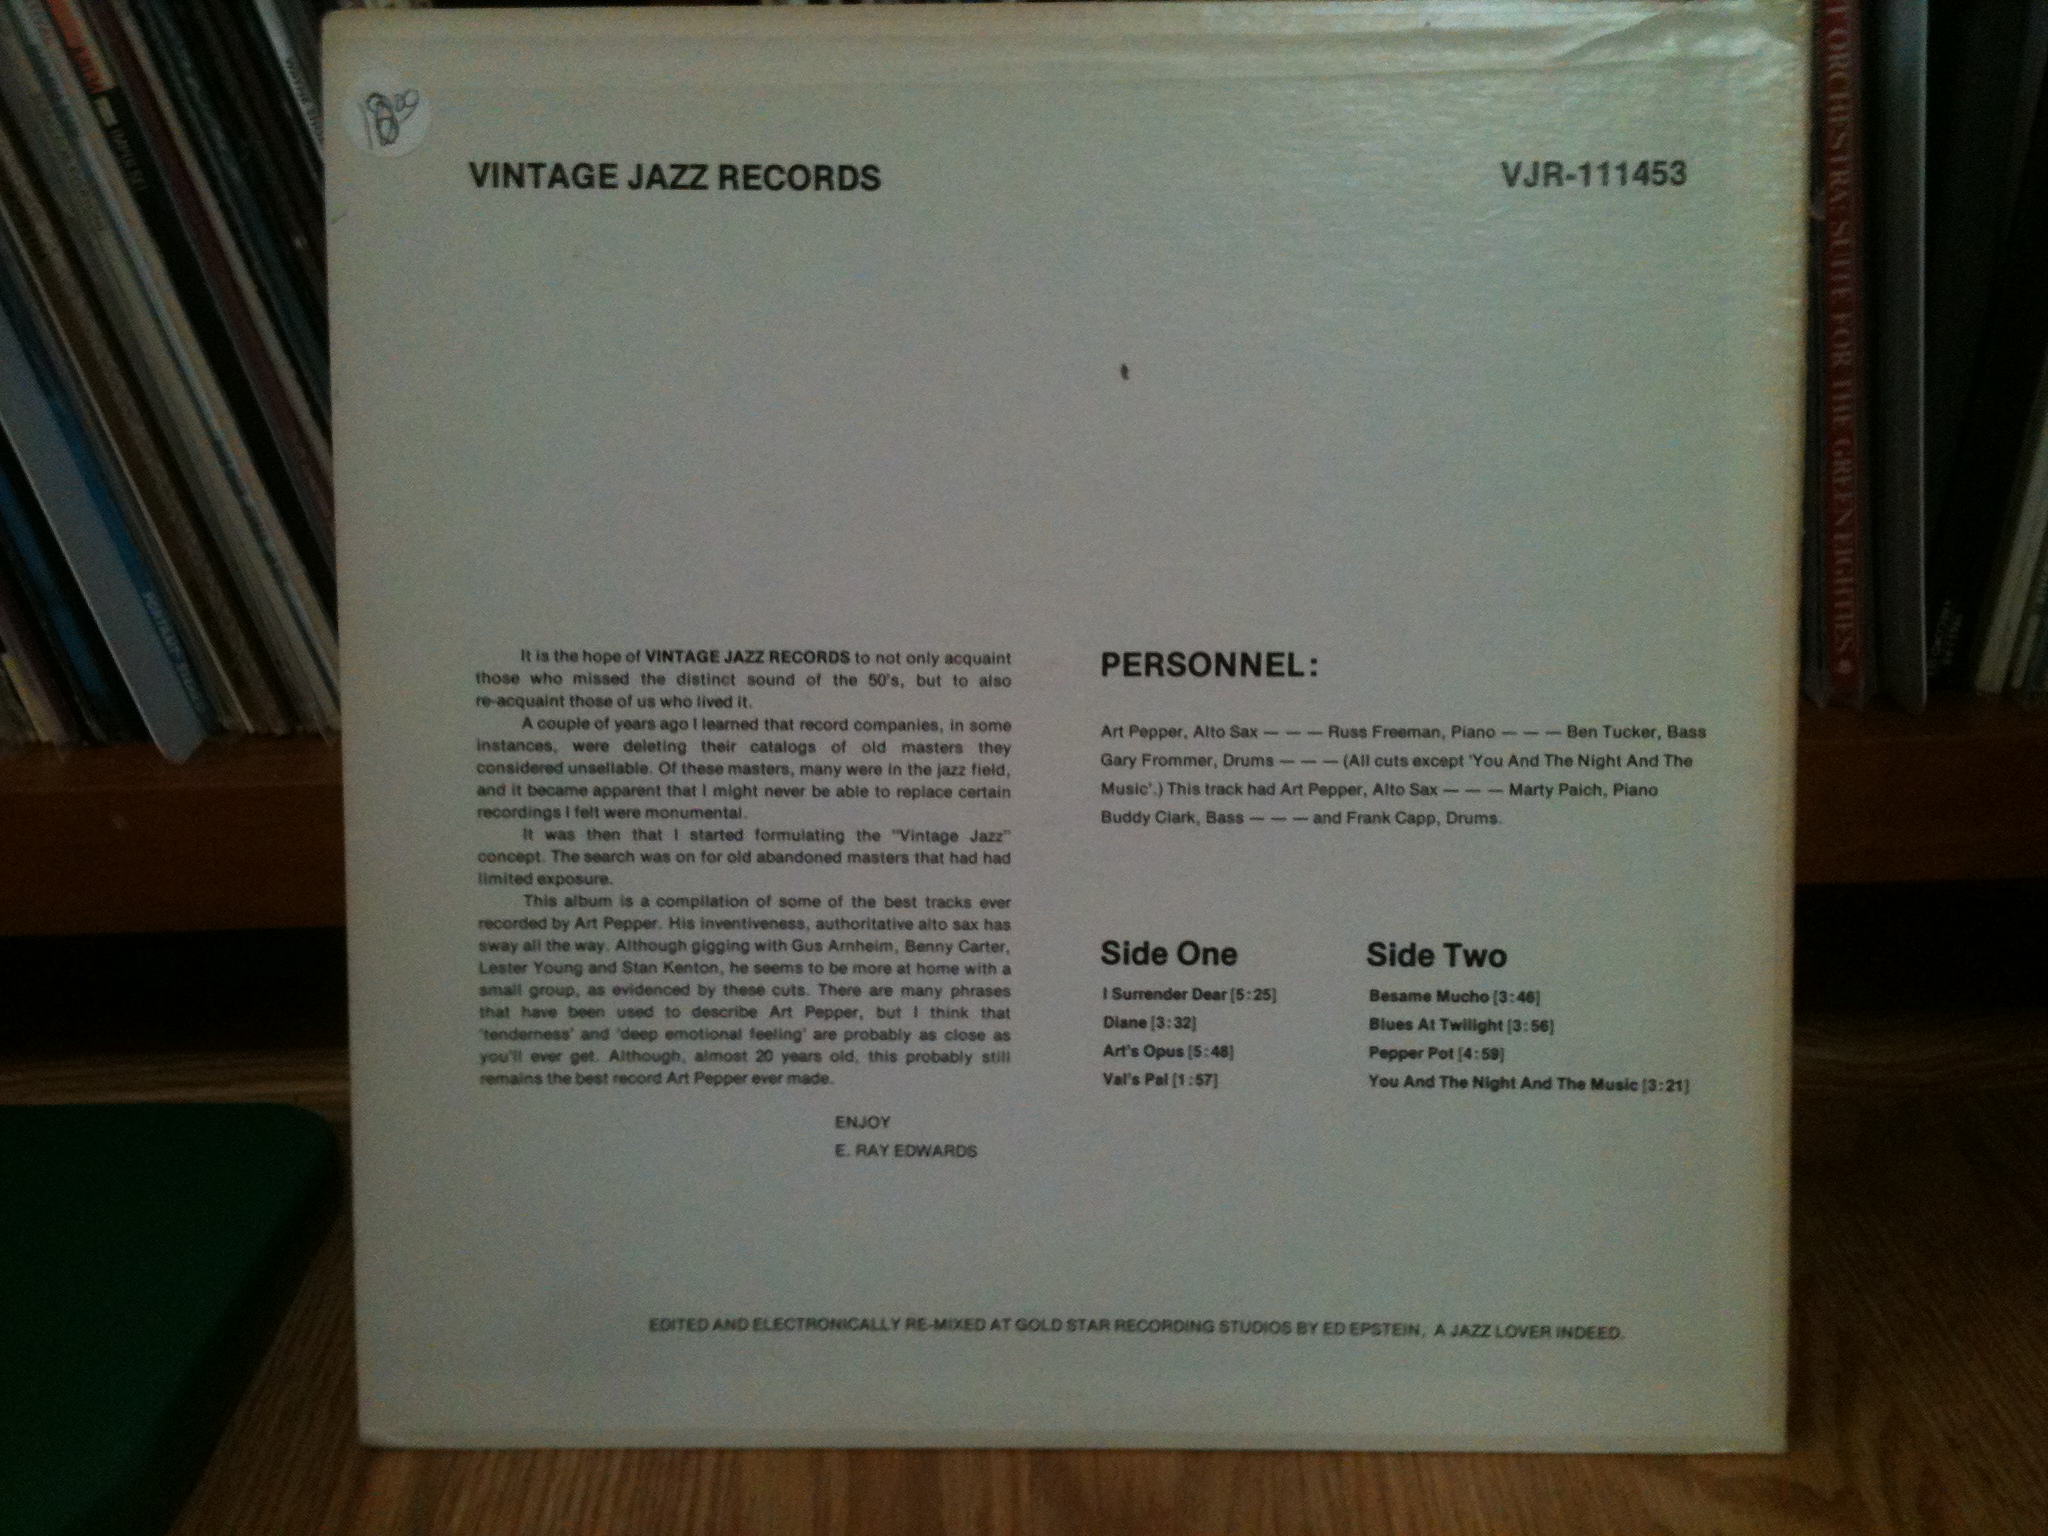 18.00
VINTAGE JAZZ RECORDS
VJR-111453
It is the hope of VINTAGE JAZZ RECORDS to not only acquaint
those who missed the distinct sound of the 50's, but to also
re-acquaint those of us who lived it.
A couple of years ago I learned that record companies, in some
instances, were deleting their catalogs of old masters they
considered unsellable. Of these masters, many were in the jazz field,
and it became apparent that I might never be able to replace certain
recordings I felt were monumental.
It was then that I started formulating the "Vintage Jazz"
concept. The search was on for old abandoned masters that had had
limited exposure.
This album is a compilation of some of the best tracks ever
recorded by Art Pepper. His inventiveness, authoritative alto sax has
sway all the way. Although gigging with Gus Arnheim, Benny Carter,
Lester Young and Stan Kenton, he seems to be more at home with a
small group, as evidenced by these cuts. There are many phrases
that have been used to describe Art Pepper, but I think that
'tenderness' and 'deep emotional feeling' are probably as close as
you'll ever get. Although, almost 20 years old, this probably still
remains the best record Art Pepper ever made.
ENJOY
E. RAY EDWARDS
PERSONNEL:
Art Pepper, Alto Sax — — — Russ Freeman, Piano — — — Ben Tucker, Bass
Gary Frommer, Drums — — — (All cuts except 'You And The Night And The
Music'.) This track had Art Pepper, Alto Sax — — — Marty Paich, Piano
Buddy Clark, Bass — — — and Frank Capp, Drums.
Side One
I Surrender Dear [5:25]
Diane [3:32]
Art's Opus [5:48]
Val's Pal [1:57]
Side Two
Besame Mucho [3:46]
Blues At Twilight [3:56]
Pepper Pot [4:59]
You And The Night And The Music [3:21]
EDITED AND ELECTRONICALLY RE-MIXED AT GOLD STAR RECORDING STUDIOS BY ED EPSTEIN, A JAZZ LOVER INDEED.
ORCHESTRA: SUITE FOR THE GREEN EIGHTIES